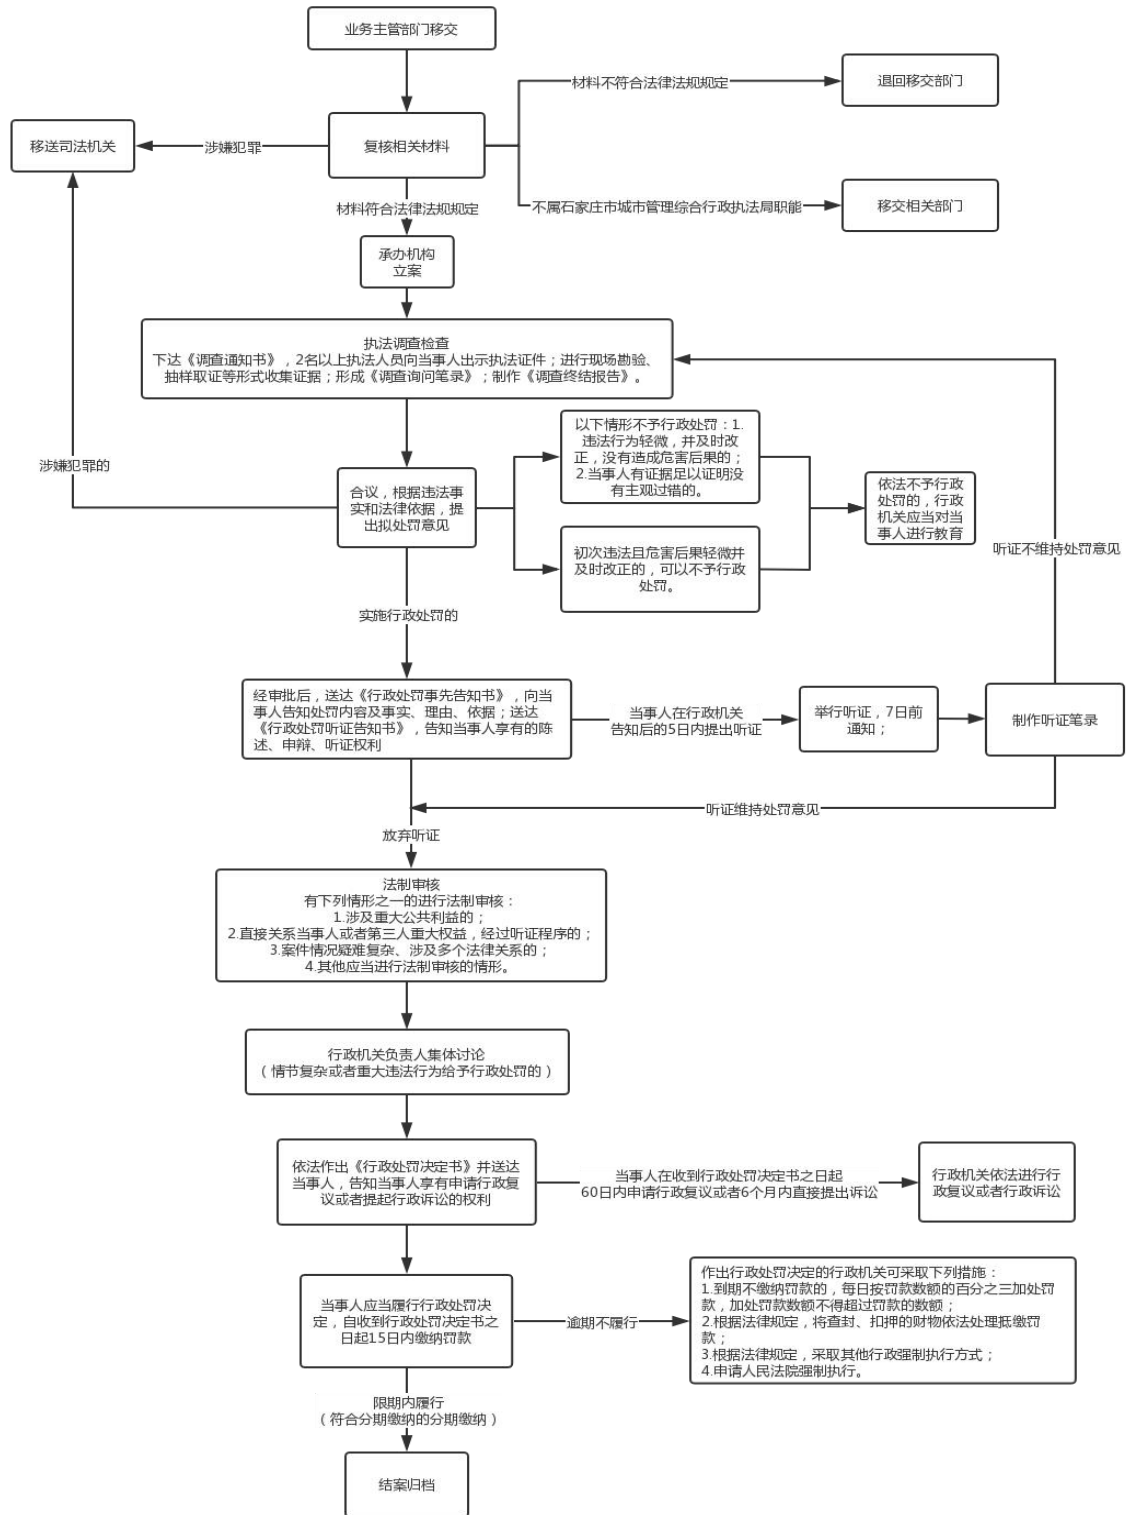 业务主管部门移交
材料不符合法律法规规定
退回移交部门
移送司法机关
涉嫌犯罪
复核相关材料
不属石家庄市城市管理综合行政执法局职能
移交相关部门
材料符合法律法规规定
承办机构
立案
执法调查检查
下达《调查通知书》，2名以上执法人员向当事人出示执法证件；进行现场勘验、
抽样取证等形式收集证据；形成《调查询问笔录》；制作《调查终结报告》。
涉嫌犯罪的
合议，根据违法事
实和法律依据，提
出拟处罚意见
以下情形不予行政处罚：1.
违法行为轻微，并及时改
正，没有造成危害后果的；
2.当事人有证据足以证明没
有主观过错的。
初次违法且危害后果轻微并
及时改正的，可以不予行政
处罚。
依法不予行政
处罚的，行政
机关应当对当
事人进行教育
听证不维持处罚意见
实施行政处罚的
经审批后，送达《行政处罚事先告知书》，向当
事人告知处罚内容及事实、理由、依据；送达
《行政处罚听证告知书》，告知当事人享有的陈
述、申辩、听证权利
当事人在行政机关
告知后的5日内提出听证
举行听证，7日前
通知；
制作听证笔录
听证维持处罚意见
放弃听证
法制审核
有下列情形之一的进行法制审核：
1.涉及重大公共利益的；
2.直接关系当事人或者第三人重大权益，经过听证程序的；
3.案件情况疑难复杂、涉及多个法律关系的；
4.其他应当进行法制审核的情形。
行政机关负责人集体讨论
（情节复杂或者重大违法行为给予行政处罚的）
依法作出《行政处罚决定书》并送达
当事人，告知当事人享有申请行政复
议或者提起行政诉讼的权利
当事人在收到行政处罚决定书之日起
60日内申请行政复议或者6个月内直接提出诉讼
行政机关依法进行行
政复议或者行政诉讼
当事人应当履行行政处罚决
定，自收到行政处罚决定书之
日起15日内缴纳罚款
逾期不履行
作出行政处罚决定的行政机关可采取下列措施：
1.到期不缴纳罚款的，每日按罚款数额的百分之三加处罚
款，加处罚款数额不得超过罚款的数额；
2.根据法律规定，将查封、扣押的财物依法处理抵缴罚
款；
3.根据法律规定，采取其他行政强制执行方式；
4.申请人民法院强制执行。
限期内履行
（符合分期缴纳的分期缴纳）
结案归档